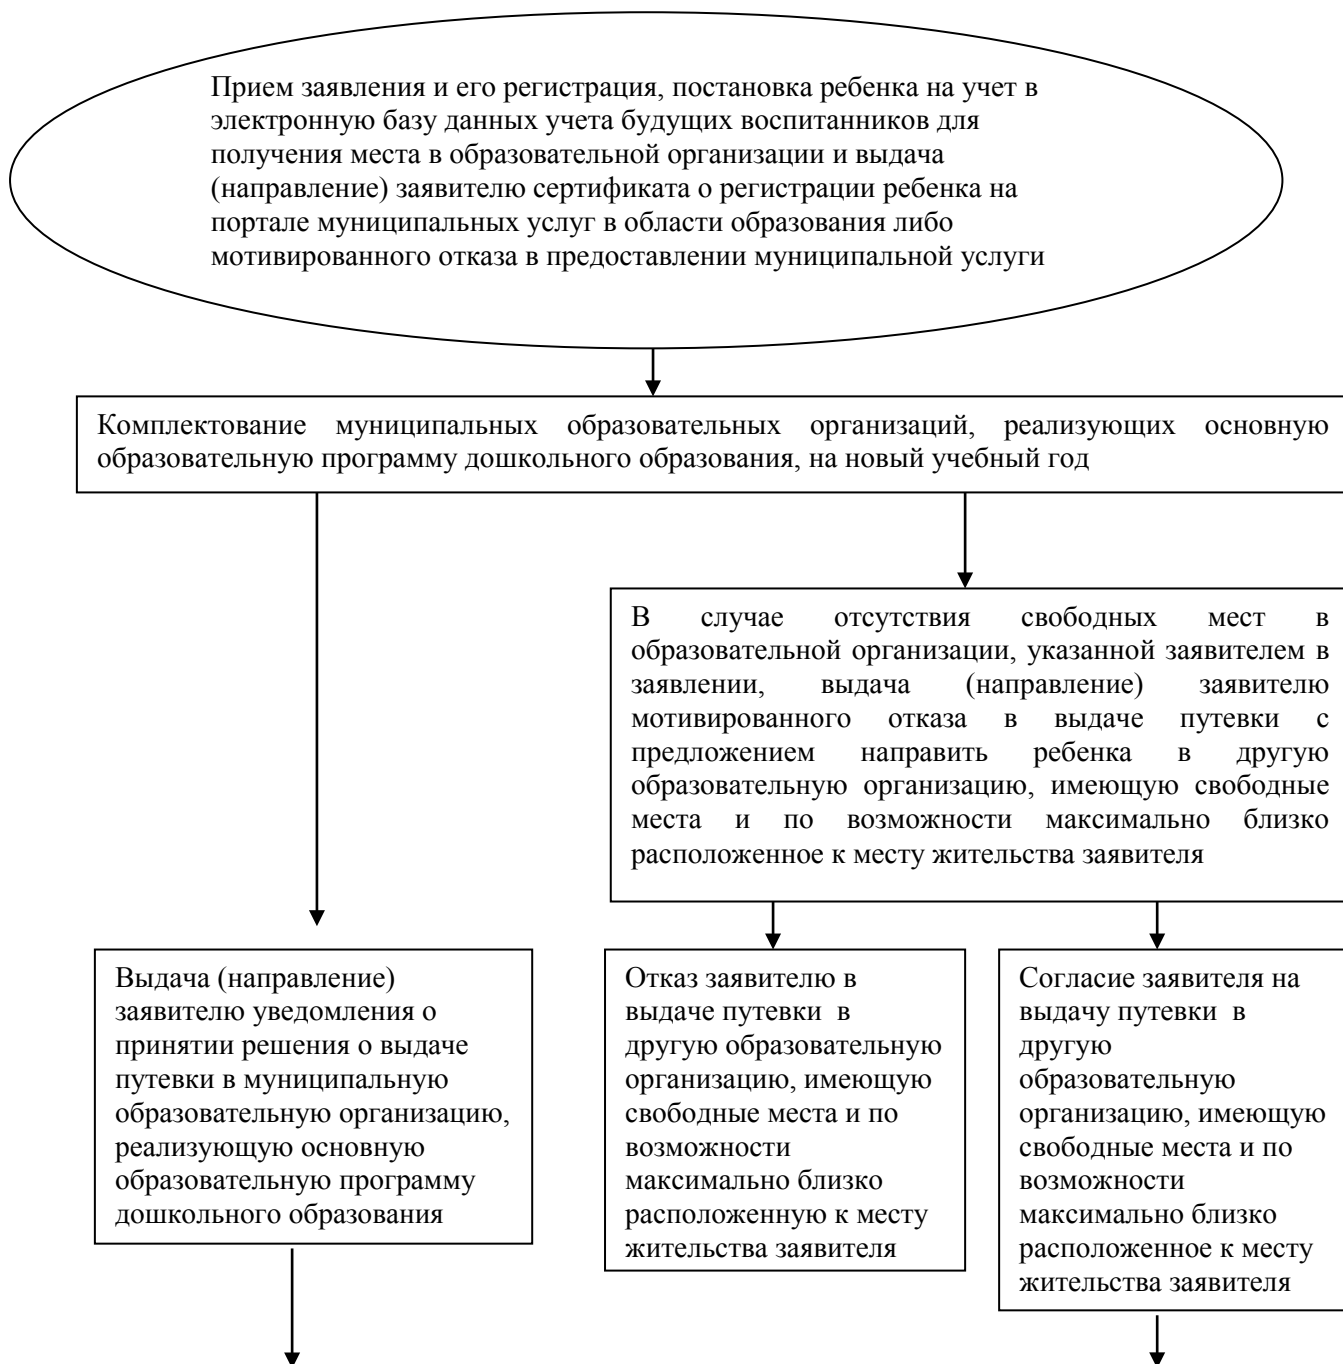 Прием заявления и его регистрация, постановка ребенка на учет в
электронную базу данных учета будущих воспитанников для
получения места в образовательной организации и выдача
(направление) заявителю сертификата о регистрации ребенка на
портале муниципальных услуг в области образования либо
мотивированного отказа в предоставлении муниципальной услуги
Комплектование муниципальных образовательных организаций, реализующих основную
образовательную программу дошкольного образования, на новый учебный год
В случае отсутствия свободных мест в
образовательной организации, указанной заявителем в
заявлении, выдача (направление) заявителю
мотивированного отказа в выдаче путевки с
предложением направить ребенка в другую
образовательную организацию, имеющую свободные
места и по возможности максимально близко
расположенное к месту жительства заявителя
Выдача (направление)
заявителю уведомления о
принятии решения о выдаче
путевки в муниципальную
образовательную организацию,
реализующую основную
образовательную программу
дошкольного образования
Отказ заявителю в
выдаче путевки в
другую образовательную
организацию, имеющую
свободные места и по
возможности
максимально близко
расположенную к месту
жительства заявителя
Согласие заявителя на
выдачу путевки в
другую
образовательную
организацию, имеющую
свободные места и по
возможности
максимально близко
расположенное к месту
жительства заявителя